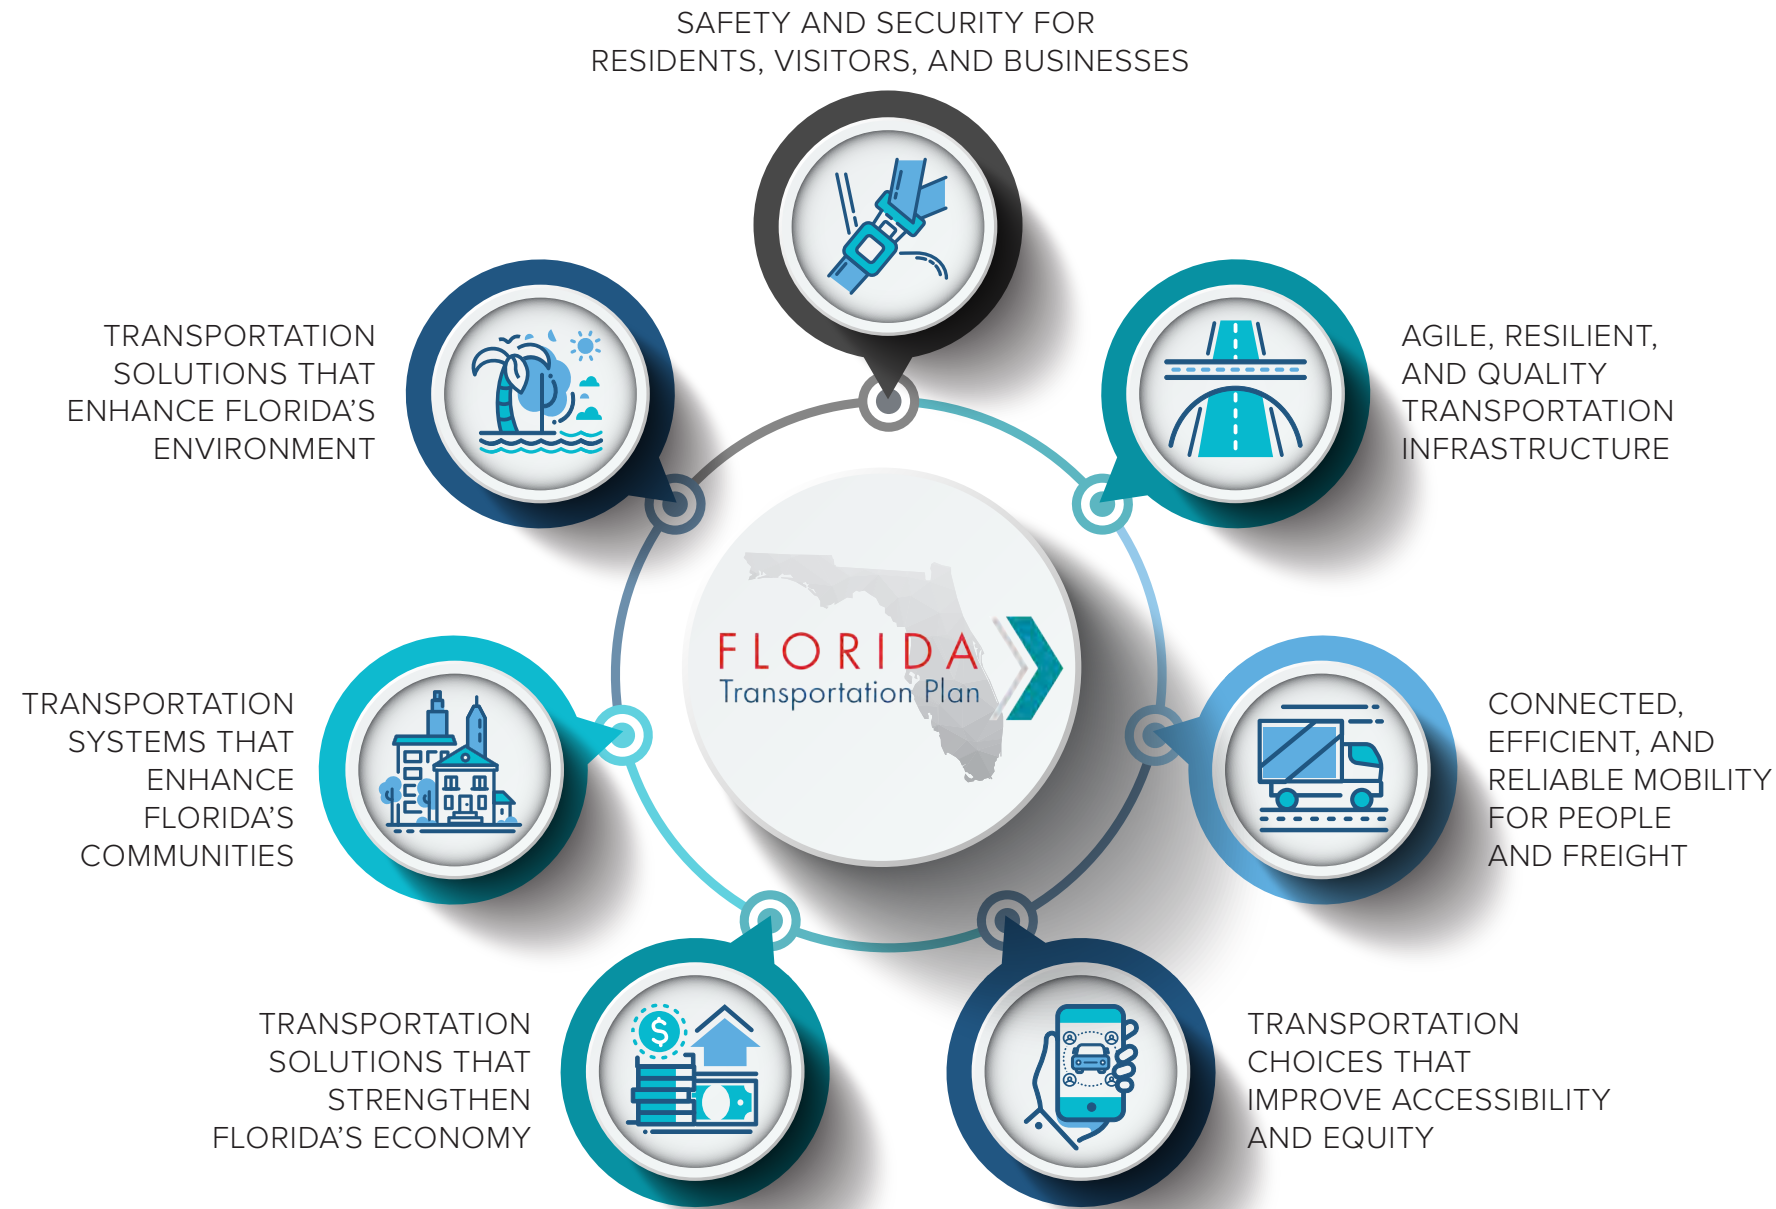 SAFETY AND SECURITY FOR
RESIDENTS, VISITORS, AND BUSINESSES
AGILE, RESILIENT,
AND QUALITY
TRANSPORTATION
INFRASTRUCTURE
CONNECTED,
EFFICIENT, AND
RELIABLE MOBILITY
FOR PEOPLE
AND FREIGHT
TRANSPORTATION
CHOICES THAT
IMPROVE ACCESSIBILITY
AND EQUITY
TRANSPORTATION
SOLUTIONS THAT
STRENGTHEN
FLORIDA’S ECONOMY
$
TRANSPORTATION
SYSTEMS THAT
ENHANCE
FLORIDA’S
COMMUNITIES
TRANSPORTATION
SOLUTIONS THAT
ENHANCE FLORIDA’S
ENVIRONMENT
FLORIDA
Transportation Plan